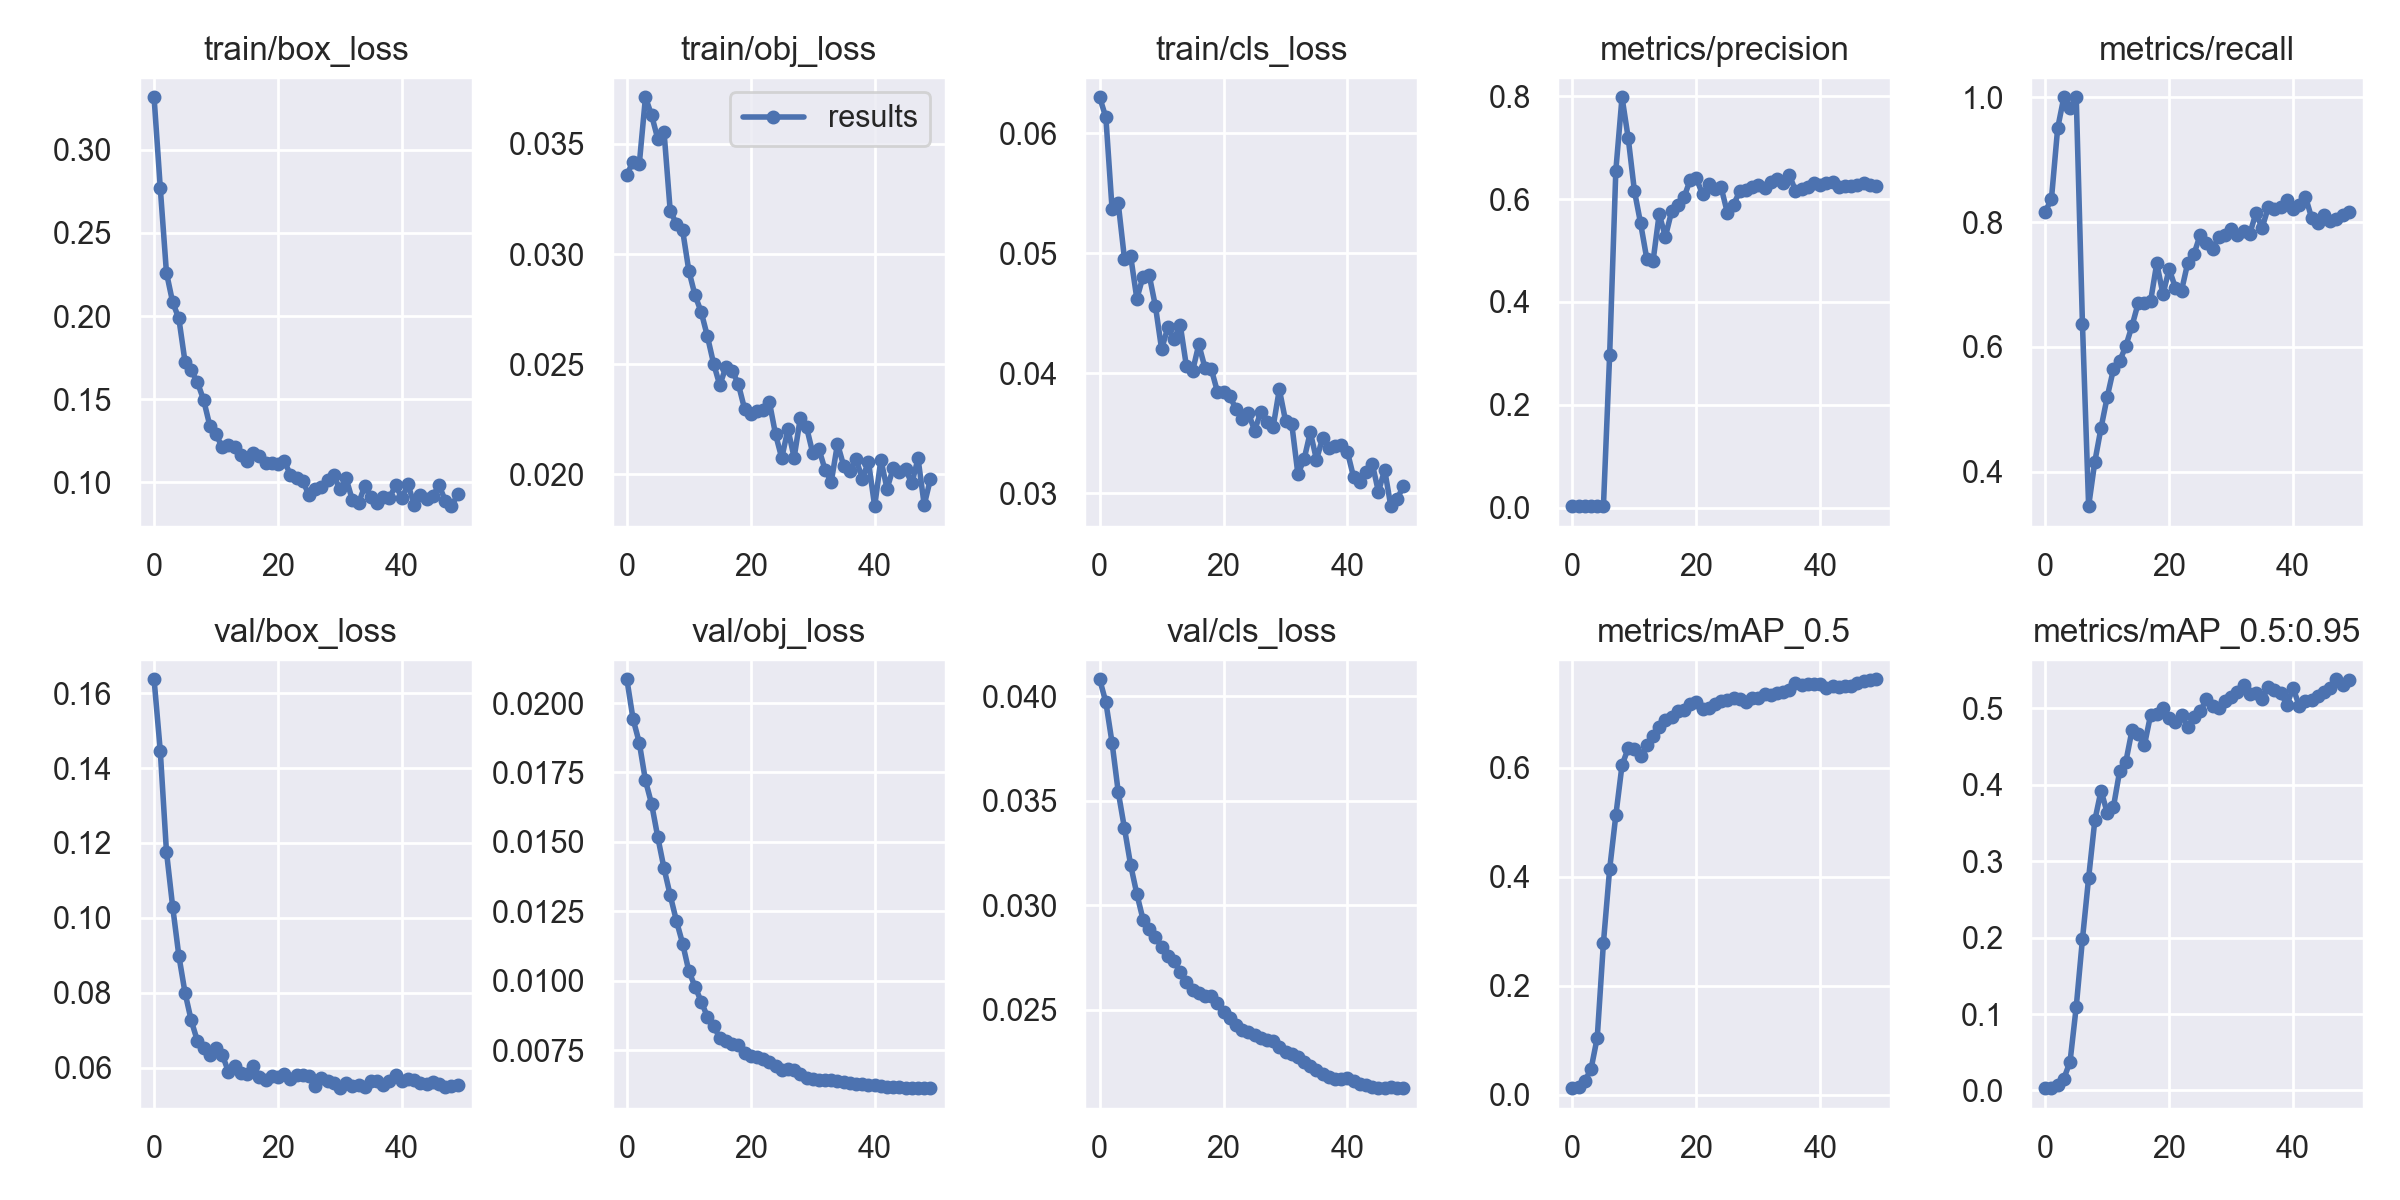 train/box_loss
0.30
0.25
0.20
0.15
0.10
0 20 40
train/obj_loss
results
0.035
0.030
0.025
0.020
0 20 40
train/cls_loss
0.06
0.05
0.04
0.03
0 20 40
metrics/precision
0.8
0.6
0.4
0.2
0.0
0 20 40
metrics/recall
1.0
0.8
0.6
0.4
0 20 40
val/box_loss
0.16
0.14
0.12
0.10
0.08
0.06
0 20 40
val/obj_loss
0.0200
0.0175
0.0150
0.0125
0.0100
0.0075
0 20 40
val/cls_loss
0.040
0.035
0.030
0.025
0 20 40
metrics/mAP_0.5
0.6
0.4
0.2
0.0
0 20 40
metrics/mAP_0.5:0.95
0.5
0.4
0.3
0.2
0.1
0.0
0 20 40